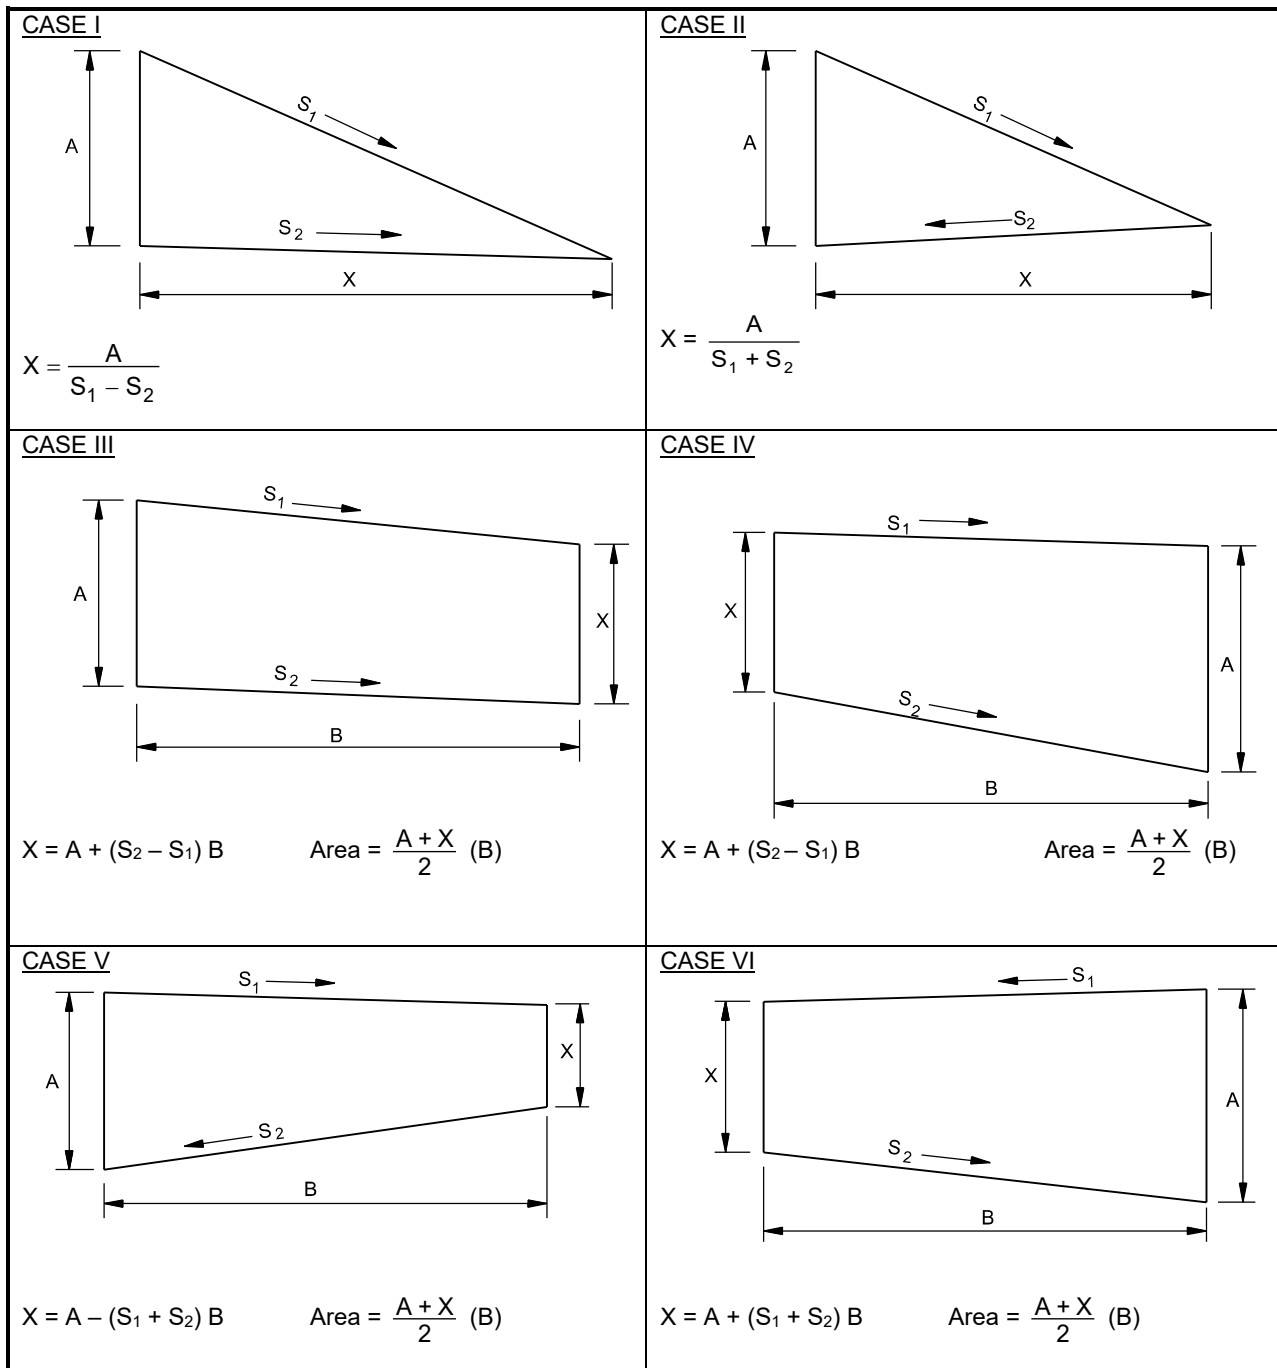 CASE I
S1
A
S2
X
X = A / (S1 – S2)
CASE II
S1
A
S2
X
X = A / (S1 + S2)
CASE III
S1
A
X
S2
B
X = A + (S2 – S1) B Area = (A + X)/2 (B)
CASE IV
S1
X
A
S2
B
X = A + (S2 – S1) B Area = (A + X)/2 (B)
CASE V
S1
X
A
S2
B
X = A – (S1 + S2) B Area = (A + X)/2 (B)
CASE VI
S1
X
A
S2
B
X = A + (S1 + S2) B Area = (A + X)/2 (B)